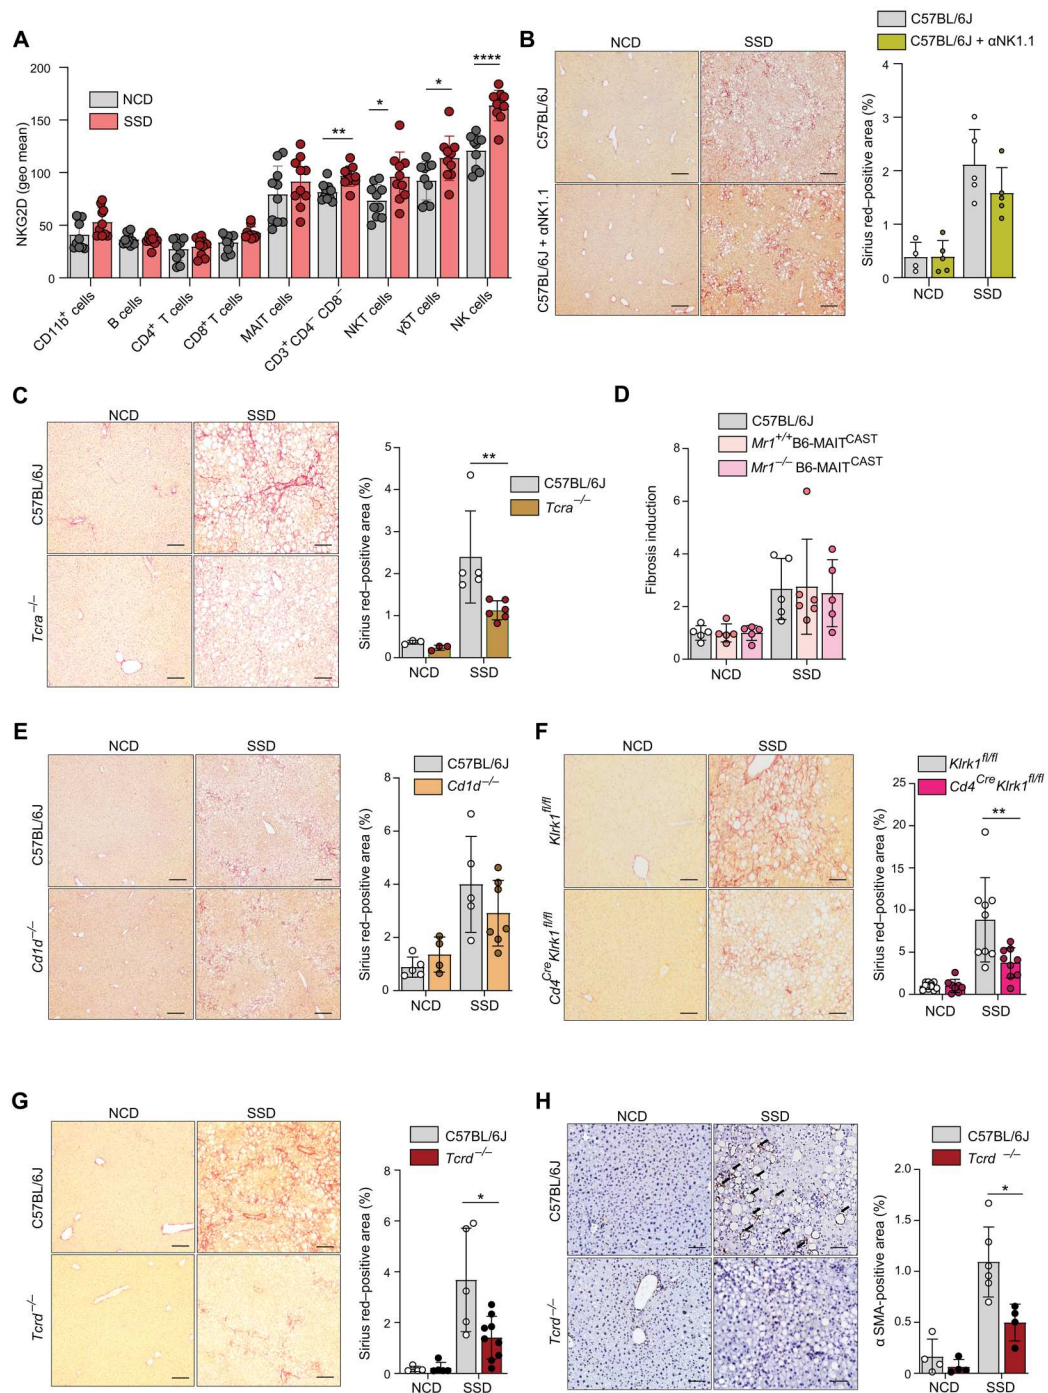 A
NKG2D (geo mean)
200
150
100
50
0
NCD
SSD
**
*
*
****
CD11b⁺ cells
B cells
CD4⁺ T cells
CD8⁺ T cells
MAIT cells
CD3⁺CD4⁻ CD8⁻
NKT cells
γδT cells
NK cells
B
NCD
SSD
C57BL/6J
C57BL/6J + αNK1.1
C57BL/6J
C57BL/6J + αNK1.1
Sirius red–positive area (%)
4
3
2
1
0
NCD
SSD
C
NCD
SSD
C57BL/6J
Tcra⁻/⁻
Sirius red–positive area (%)
5
4
3
2
1
0
**
C57BL/6J
Tcra⁻/⁻
NCD
SSD
D
C57BL/6J
Mr1⁺/⁺B6-MAITᶜᴬˢᵀ
Mr1⁻/⁻ B6-MAITᶜᴬˢᵀ
Fibrosis induction
8
6
4
2
0
NCD
SSD
E
NCD
SSD
C57BL/6J
Cd1d⁻/⁻
C57BL/6J
Cd1d⁻/⁻
Sirius red–positive area (%)
8
6
4
2
0
NCD
SSD
F
NCD
SSD
Klrk1ᶠˡ/ᶠˡ
Cd4ᶜʳᵉKlrk1ᶠˡ/ᶠˡ
Klrk1ᶠˡ/ᶠˡ
Cd4ᶜʳᵉKlrk1ᶠˡ/ᶠˡ
Sirius red–positive area (%)
25
20
15
10
5
0
**
NCD
SSD
G
NCD
SSD
C57BL/6J
Tcrd⁻/⁻
C57BL/6J
Tcrd⁻/⁻
Sirius red–positive area (%)
8
6
4
2
0
*
NCD
SSD
H
NCD
SSD
C57BL/6J
Tcrd⁻/⁻
C57BL/6J
Tcrd ⁻/⁻
α SMA-positive area (%)
2.0
1.5
1.0
0.5
0
*
NCD
SSD